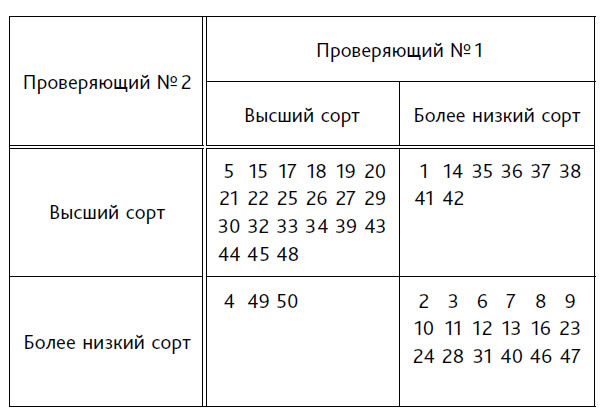 Проверяющий №2
Проверяющий №1
Высший сорт
Более низкий сорт
Высший сорт
5 15 17 18 19 20
21 22 25 26 27 29
30 32 33 34 39 43
44 45 48
1 14 35 36 37 38
41 42
Более низкий сорт
4 49 50
2 3 6 7 8 9
10 11 12 13 16 23
24 28 31 40 46 47